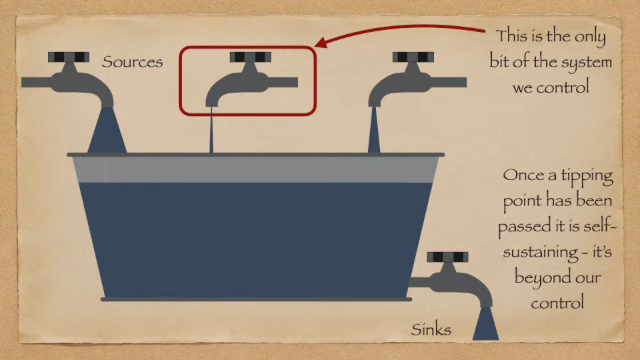 Sources
This is the only
bit of the system
we control
Once a tipping
point has been
passed it is self-
sustaining - it's
beyond our
control
Sinks